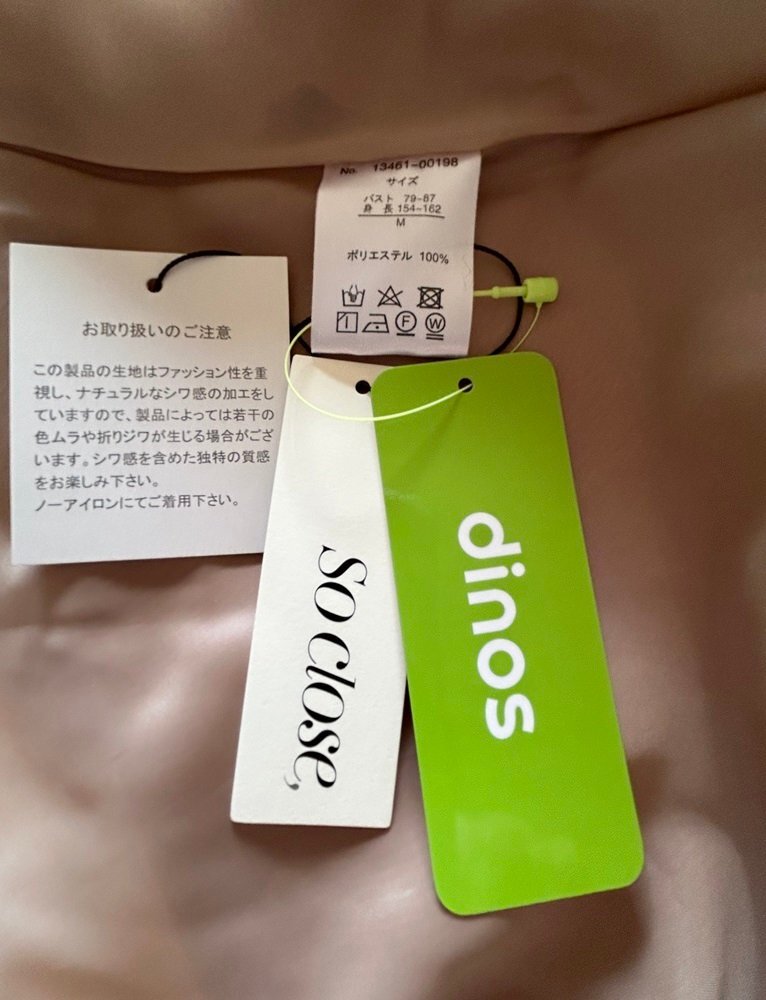 No. 13461-00198
サイズ
バスト 79~87
身 長 154~162
M
ポリエステル 100%
F W
お取り扱いのご注意
この製品の生地はファッション性を重
視し、ナチュラルなシワ感の加工をし
ていますので、製品によっては若干の
色ムラや折りジワが生じる場合がござ
います。シワ感を含めた独特の質感
をお楽しみ下さい。
ノーアイロンにてご着用下さい。
So close,
dinos